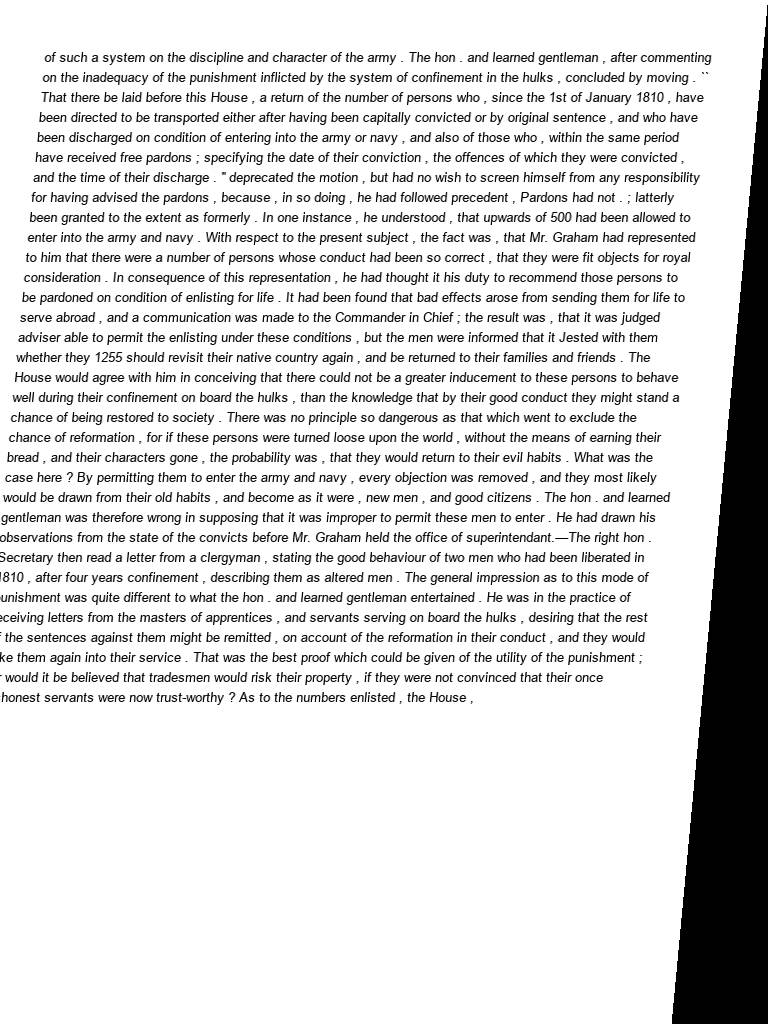 of such a system on the discipline and character of the army . The hon . and learned gentleman , after commenting
on the inadequacy of the punishment inflicted by the system of confinement in the hulks , concluded by moving . ``
That there be laid before this House , a return of the number of persons who , since the 1st of January 1810 , have
been directed to be transported either after having been capitally convicted or by original sentence , and who have
been discharged on condition of entering into the army or navy , and also of those who , within the same period
have received free pardons ; specifying the date of their conviction , the offences of which they were convicted ,
and the time of their discharge . " deprecated the motion , but had no wish to screen himself from any responsibility
for having advised the pardons , because , in so doing , he had followed precedent , Pardons had not . ; latterly
been granted to the extent as formerly . In one instance , he understood , that upwards of 500 had been allowed to
enter into the army and navy . With respect to the present subject , the fact was , that Mr. Graham had represented
to him that there were a number of persons whose conduct had been so correct , that they were fit objects for royal
consideration . In consequence of this representation , he had thought it his duty to recommend those persons to
be pardoned on condition of enlisting for life . It had been found that bad effects arose from sending them for life to
serve abroad , and a communication was made to the Commander in Chief ; the result was , that it was judged
adviser able to permit the enlisting under these conditions , but the men were informed that it Jested with them
whether they 1255 should revisit their native country again , and be returned to their families and friends . The
House would agree with him in conceiving that there could not be a greater inducement to these persons to behave
well during their confinement on board the hulks , than the knowledge that by their good conduct they might stand a
chance of being restored to society . There was no principle so dangerous as that which went to exclude the
chance of reformation , for if these persons were turned loose upon the world , without the means of earning their
bread , and their characters gone , the probability was , that they would return to their evil habits . What was the
case here ? By permitting them to enter the army and navy , every objection was removed , and they most likely
would be drawn from their old habits , and become as it were , new men , and good citizens . The hon . and learned
gentleman was therefore wrong in supposing that it was improper to permit these men to enter . He had drawn his
observations from the state of the convicts before Mr. Graham held the office of superintendant.—The right hon .
Secretary then read a letter from a clergyman , stating the good behaviour of two men who had been liberated in
1810 , after four years confinement , describing them as altered men . The general impression as to this mode of
unishment was quite different to what the hon . and learned gentleman entertained . He was in the practice of
eceiving letters from the masters of apprentices , and servants serving on board the hulks , desiring that the rest
f the sentences against them might be remitted , on account of the reformation in their conduct , and they would
ke them again into their service . That was the best proof which could be given of the utility of the punishment ;
would it be believed that tradesmen would risk their property , if they were not convinced that their once
honest servants were now trust-worthy ? As to the numbers enlisted , the House ,